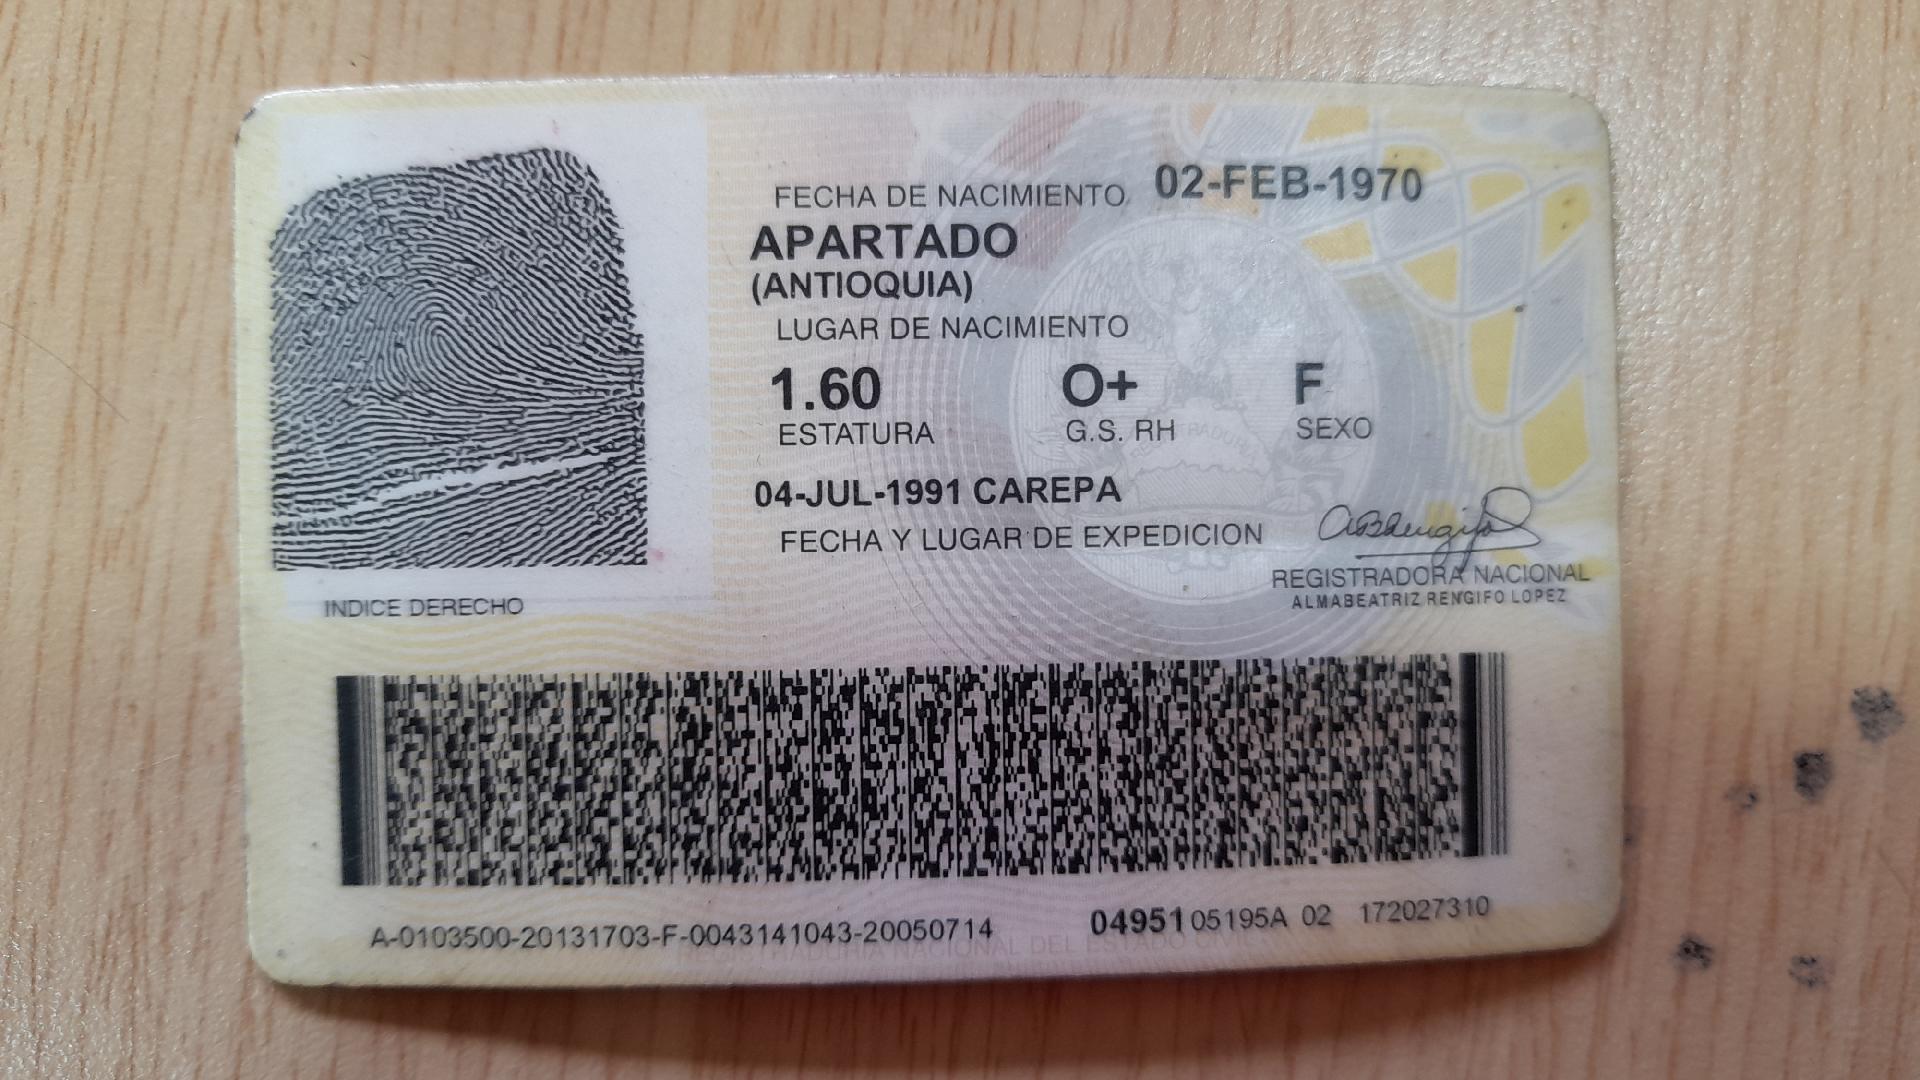 FECHA DE NACIMIENTO 02-FEB-1970
APARTADO
(ANTIOQUIA)
LUGAR DE NACIMIENTO
1.60 O+ F
ESTATURA G.S. RH SEXO
04-JUL-1991 CAREPA
FECHA Y LUGAR DE EXPEDICION
REGISTRADORA NACIONAL
ALMABEATRIZ RENGIFO LOPEZ
INDICE DERECHO
A-0103500-20131703-F-0043141043-20050714 0495105195A 02 172027310
REGISTRADURIA NACIONAL DEL ESTADO CIVIL